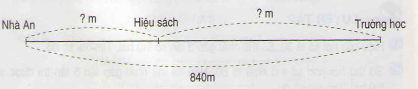 ? m ? m
Nhà An Hiệu sách Trường học
840m